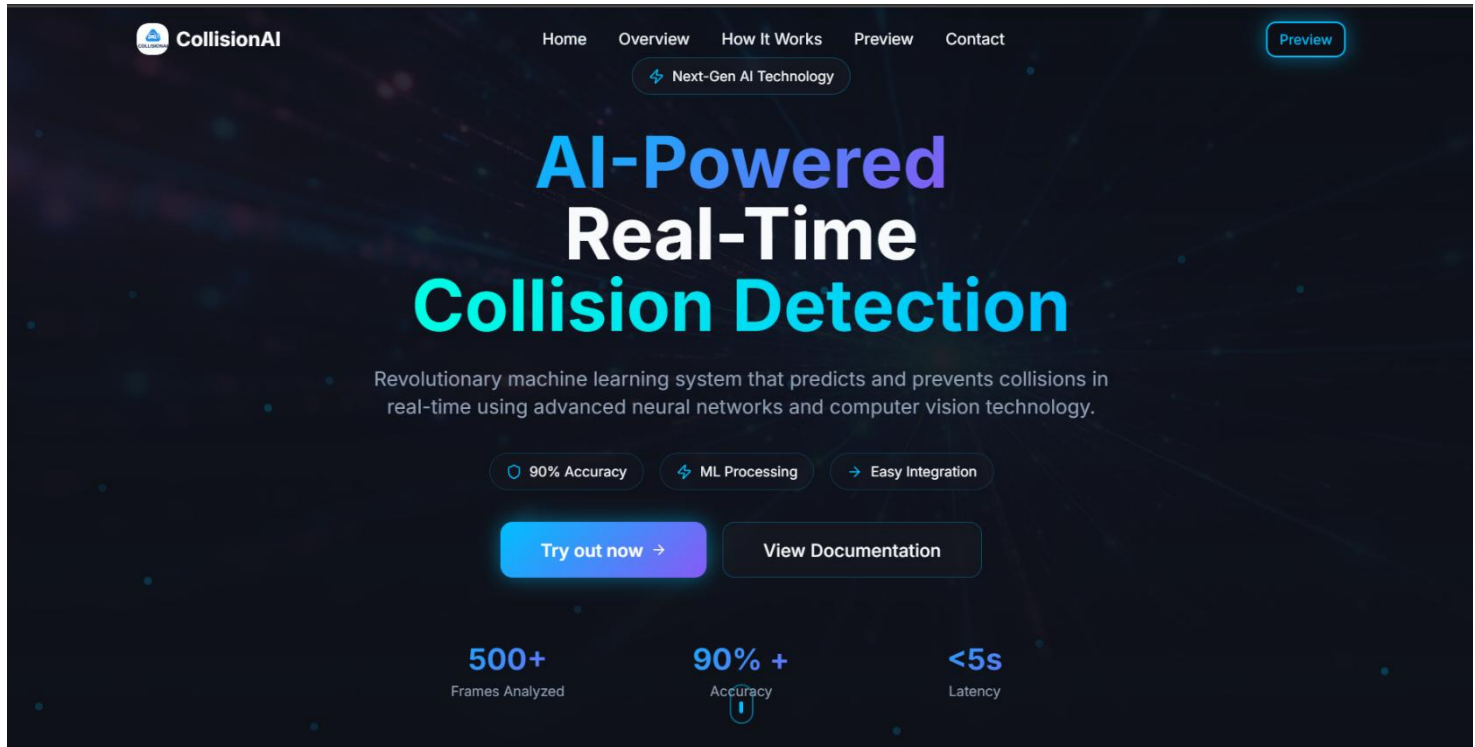 CollisionAI
Home Overview How It Works Preview Contact
Preview
Next-Gen AI Technology
AI-Powered
Real-Time
Collision Detection
Revolutionary machine learning system that predicts and prevents collisions in
real-time using advanced neural networks and computer vision technology.
90% Accuracy ML Processing Easy Integration
Try out now → View Documentation
500+ 90% + <5s
Frames Analyzed Accuracy Latency